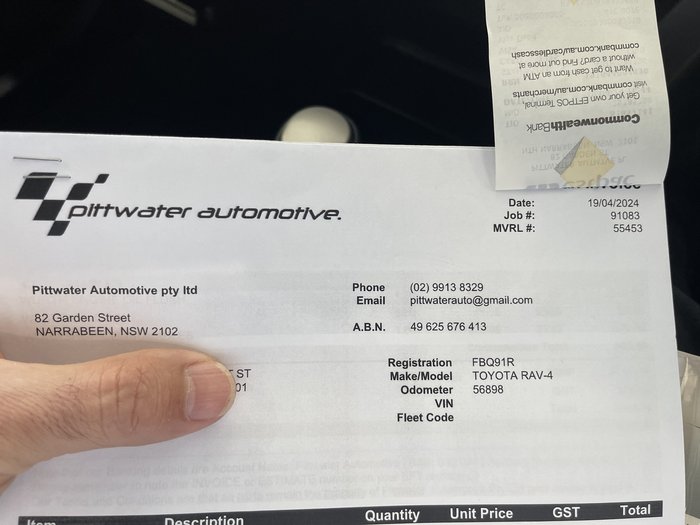 Commonwealth Bank
Get your own EFTPOS Terminal,
visit commbank.com.au/merchants
Want to get cash from an ATM
without a card? Find out more at
commbank.com.au/cardlesscash
pittwater automotive.
Date: 19/04/2024
Job #: 91083
MVRL #: 55453
Pittwater Automotive pty ltd
82 Garden Street
NARRABEEN, NSW 2102
Phone (02) 9913 8329
Email pittwaterauto@gmail.com
A.B.N. 49 625 676 413
ST
01
Registration FBQ91R
Make/Model TOYOTA RAV-4
Odometer 56898
VIN
Fleet Code
Item Description Quantity Unit Price GST Total